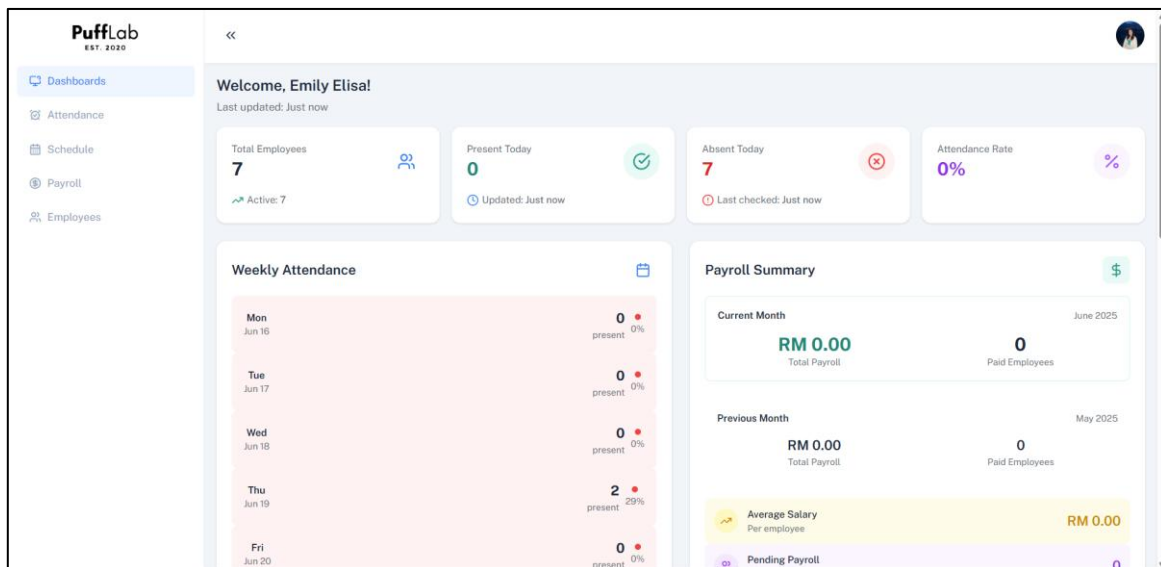 PuffLab
EST. 2020
Dashboards
Attendance
Schedule
Payroll
Employees
«
Welcome, Emily Elisa!
Last updated: Just now
Total Employees
7
Active: 7
Present Today
0
Updated: Just now
Absent Today
7
Last checked: Just now
Attendance Rate
0%
%
Weekly Attendance
Mon
Jun 16
0
present
0%
Tue
Jun 17
0
present
0%
Wed
Jun 18
0
present
0%
Thu
Jun 19
2
present
29%
Fri
Jun 20
0
present
0%
Payroll Summary
$
Current Month
June 2025
RM 0.00
Total Payroll
0
Paid Employees
Previous Month
May 2025
RM 0.00
Total Payroll
0
Paid Employees
Average Salary
Per employee
RM 0.00
Pending Payroll
0